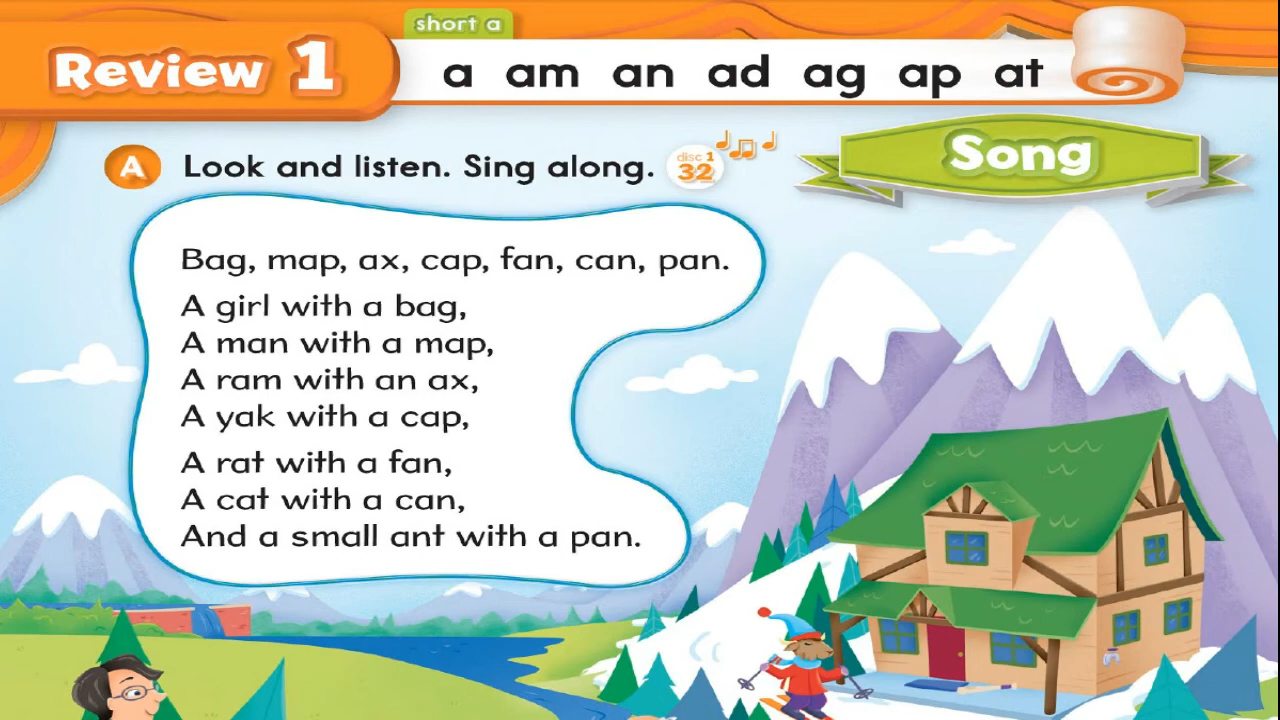 short a
Review 1
a am an ad ag ap at
A Look and listen. Sing along. disc 1 32
Song
Bag, map, ax, cap, fan, can, pan.
A girl with a bag,
A man with a map,
A ram with an ax,
A yak with a cap,
A rat with a fan,
A cat with a can,
And a small ant with a pan.